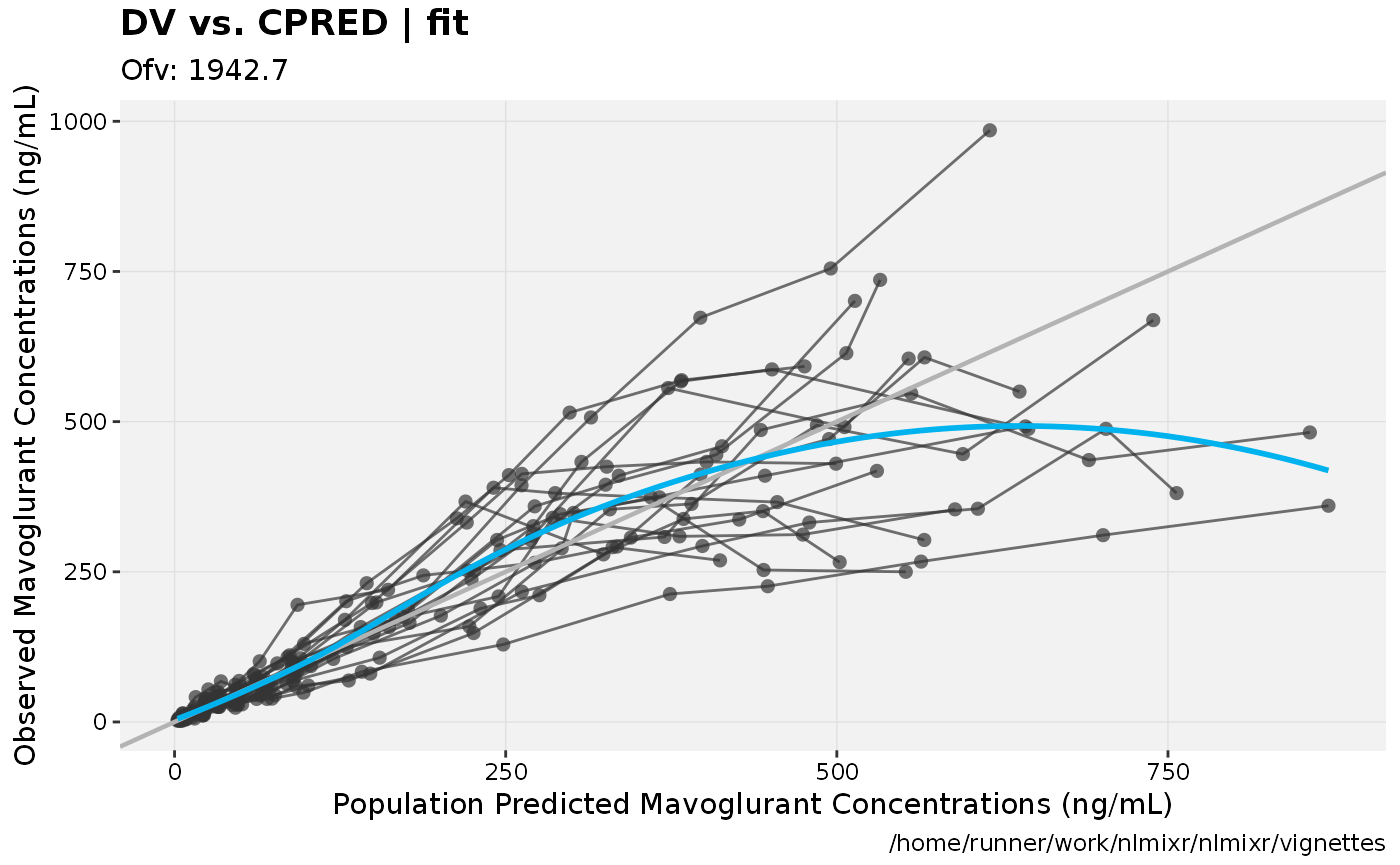 DV vs. CPRED | fit
Ofv: 1942.7
Observed Mavoglurant Concentrations (ng/mL)
1000
750
500
250
0
0 250 500 750
Population Predicted Mavoglurant Concentrations (ng/mL)
/home/runner/work/nlmixr/nlmixr/vignettes